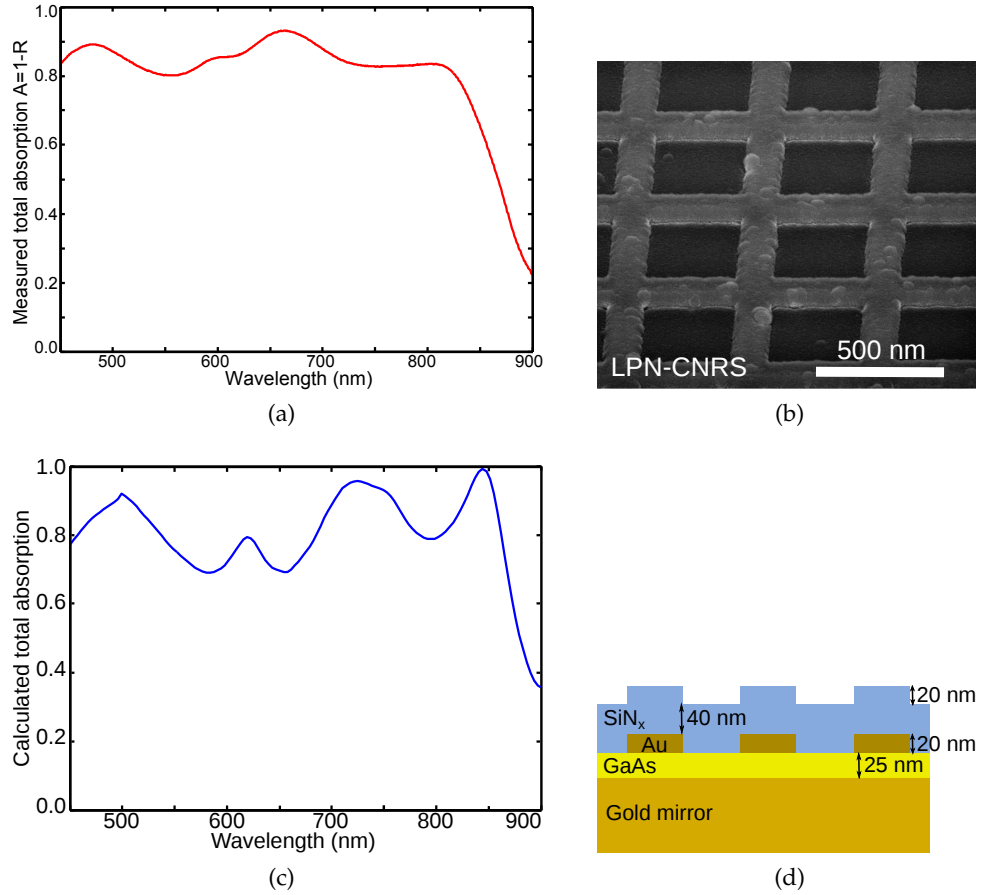 Measured total absorption A=1-R
1.0
0.8
0.6
0.4
0.2
0.0
500 600 700 800 900
Wavelength (nm)
(a)
500 nm
LPN-CNRS
(b)
Calculated total absorption
1.0
0.8
0.6
0.4
0.2
0.0
500 600 700 800 900
Wavelength (nm)
(c)
20 nm
SiNₓ
40 nm
Au
20 nm
GaAs
25 nm
Gold mirror
(d)